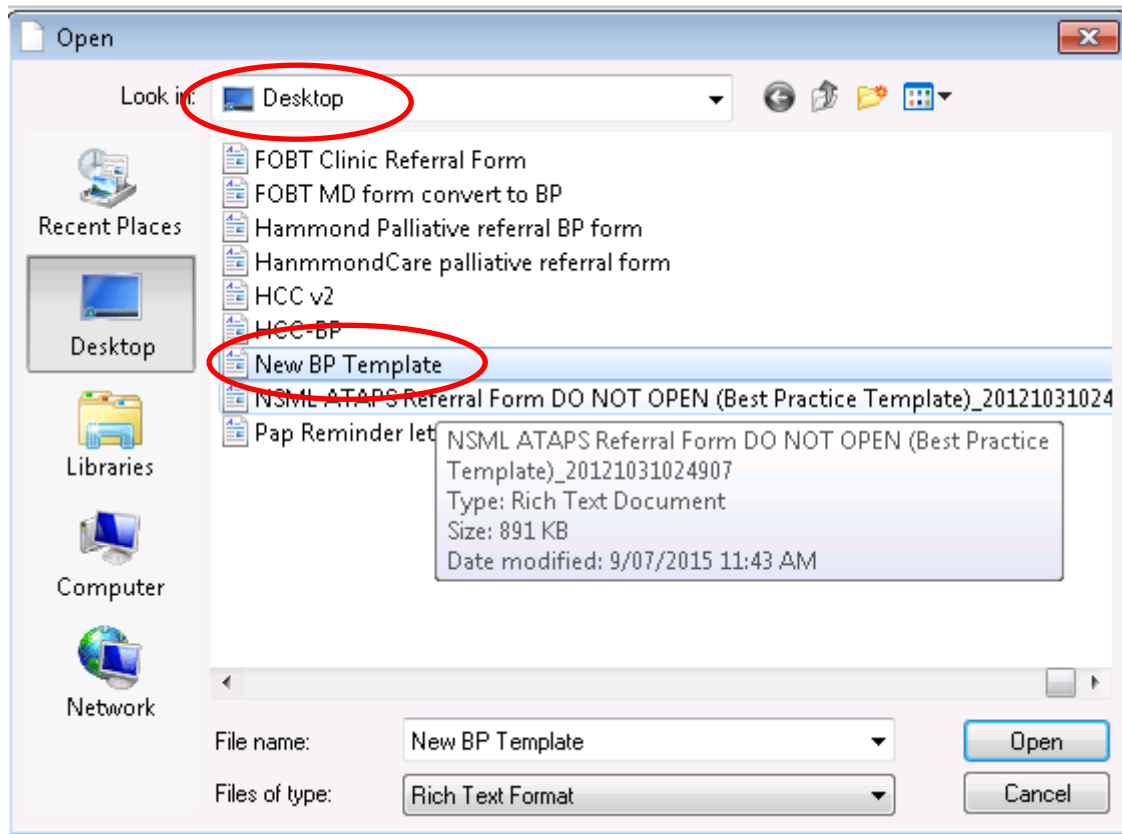 Open
Look in: Desktop
FOBT Clinic Referral Form
FOBT MD form convert to BP
Hammond Palliative referral BP form
HanmmondCare palliative referral form
HCC v2
HCC-BP
New BP Template
NSML ATAPS Referral Form DO NOT OPEN (Best Practice Template)_20121031024
Pap Reminder let
NSML ATAPS Referral Form DO NOT OPEN (Best Practice
Template)_20121031024907
Type: Rich Text Document
Size: 891 KB
Date modified: 9/07/2015 11:43 AM
Recent Places
Desktop
Libraries
Computer
Network
File name: New BP Template Open
Files of type: Rich Text Format Cancel